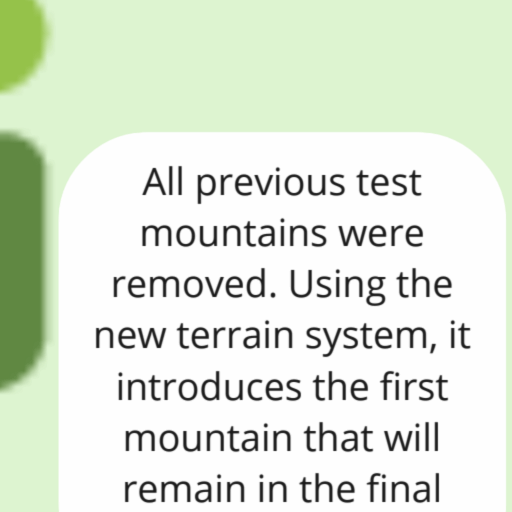 All previous test
mountains were
removed. Using the
new terrain system, it
introduces the first
mountain that will
remain in the final